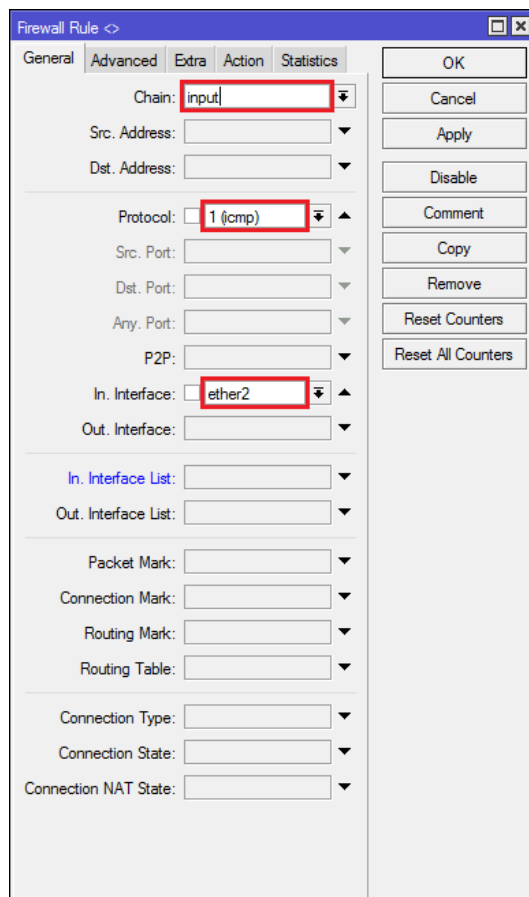 Firewall Rule <>
General Advanced Extra Action Statistics
Chain: input
Src. Address:
Dst. Address:
Protocol: 1 (icmp)
Src. Port:
Dst. Port:
Any. Port:
P2P:
In. Interface: ether2
Out. Interface:
In. Interface List:
Out. Interface List:
Packet Mark:
Connection Mark:
Routing Mark:
Routing Table:
Connection Type:
Connection State:
Connection NAT State:
OK
Cancel
Apply
Disable
Comment
Copy
Remove
Reset Counters
Reset All Counters